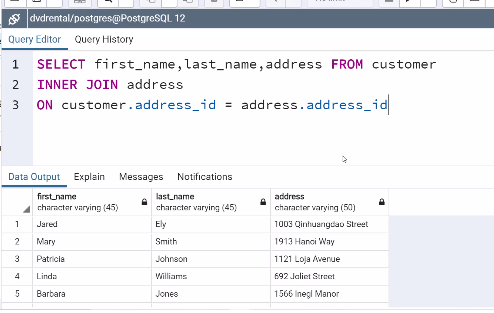 dvdrental/postgres@PostgreSQL 12
Query Editor Query History
1 SELECT first_name,last_name,address FROM customer
2 INNER JOIN address
3 ON customer.address_id = address.address_id
Data Output Explain Messages Notifications
first_name last_name address
character varying (45) character varying (45) character varying (50)
1 Jared Ely 1003 Qinhuangdao Street
2 Mary Smith 1913 Hanoi Way
3 Patricia Johnson 1121 Loja Avenue
4 Linda Williams 692 Joliet Street
5 Barbara Jones 1566 Inegl Manor